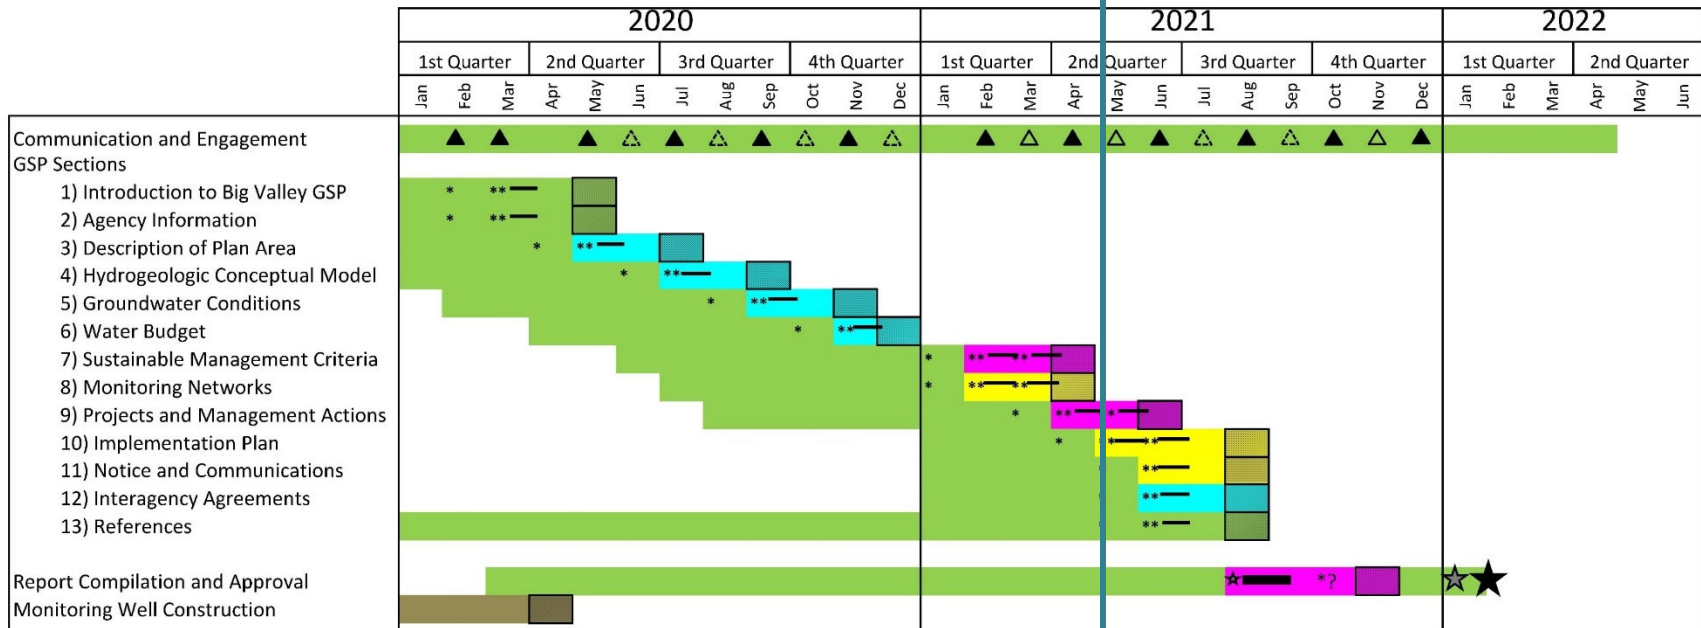 2020 2021 2022
1st Quarter 2nd Quarter 3rd Quarter 4th Quarter 1st Quarter 2nd Quarter 3rd Quarter 4th Quarter 1st Quarter 2nd Quarter
Jan Feb Mar Apr May Jun Jul Aug Sep Oct Nov Dec Jan Feb Mar Apr May Jun Jul Aug Sep Oct Nov Dec Jan Feb Mar Apr May Jun
Communication and Engagement
GSP Sections
1) Introduction to Big Valley GSP * **
2) Agency Information * **
3) Description of Plan Area * **
4) Hydrogeologic Conceptual Model * **
5) Groundwater Conditions * **
6) Water Budget * **
7) Sustainable Management Criteria * ** **
8) Monitoring Networks * ** **
9) Projects and Management Actions * ** *
10) Implementation Plan * ** **
11) Notice and Communications **
12) Interagency Agreements **
13) References **
Report Compilation and Approval *?
Monitoring Well Construction